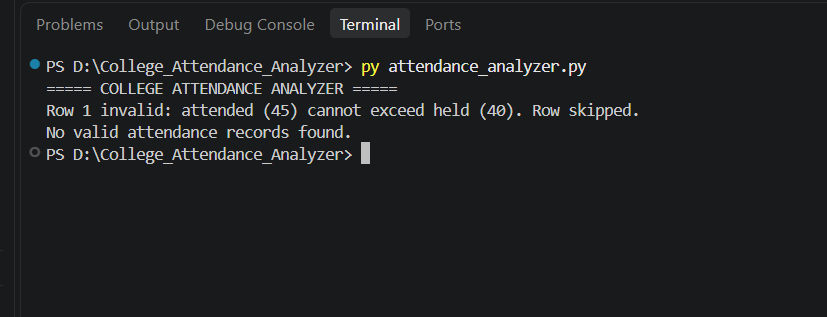 Problems Output Debug Console Terminal Ports
PS D:\College_Attendance_Analyzer> py attendance_analyzer.py
===== COLLEGE ATTENDANCE ANALYZER =====
Row 1 invalid: attended (45) cannot exceed held (40). Row skipped.
No valid attendance records found.
PS D:\College_Attendance_Analyzer>